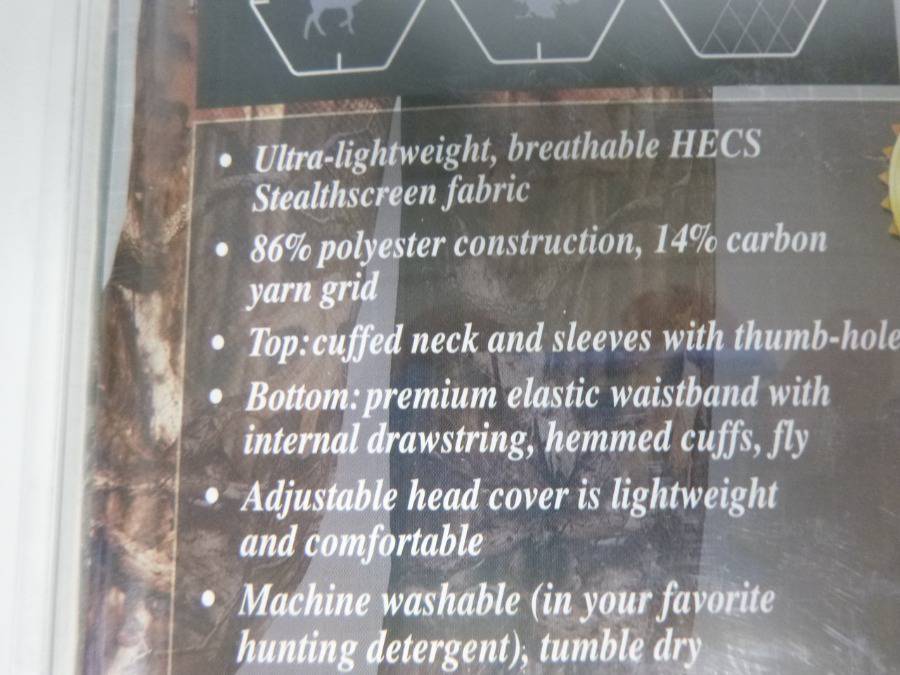 • Ultra-lightweight, breathable HECS
Stealthscreen fabric
• 86% polyester construction, 14% carbon
yarn grid
• Top: cuffed neck and sleeves with thumb-hole
• Bottom: premium elastic waistband with
internal drawstring, hemmed cuffs, fly
• Adjustable head cover is lightweight
and comfortable
• Machine washable (in your favorite
hunting detergent), tumble dry